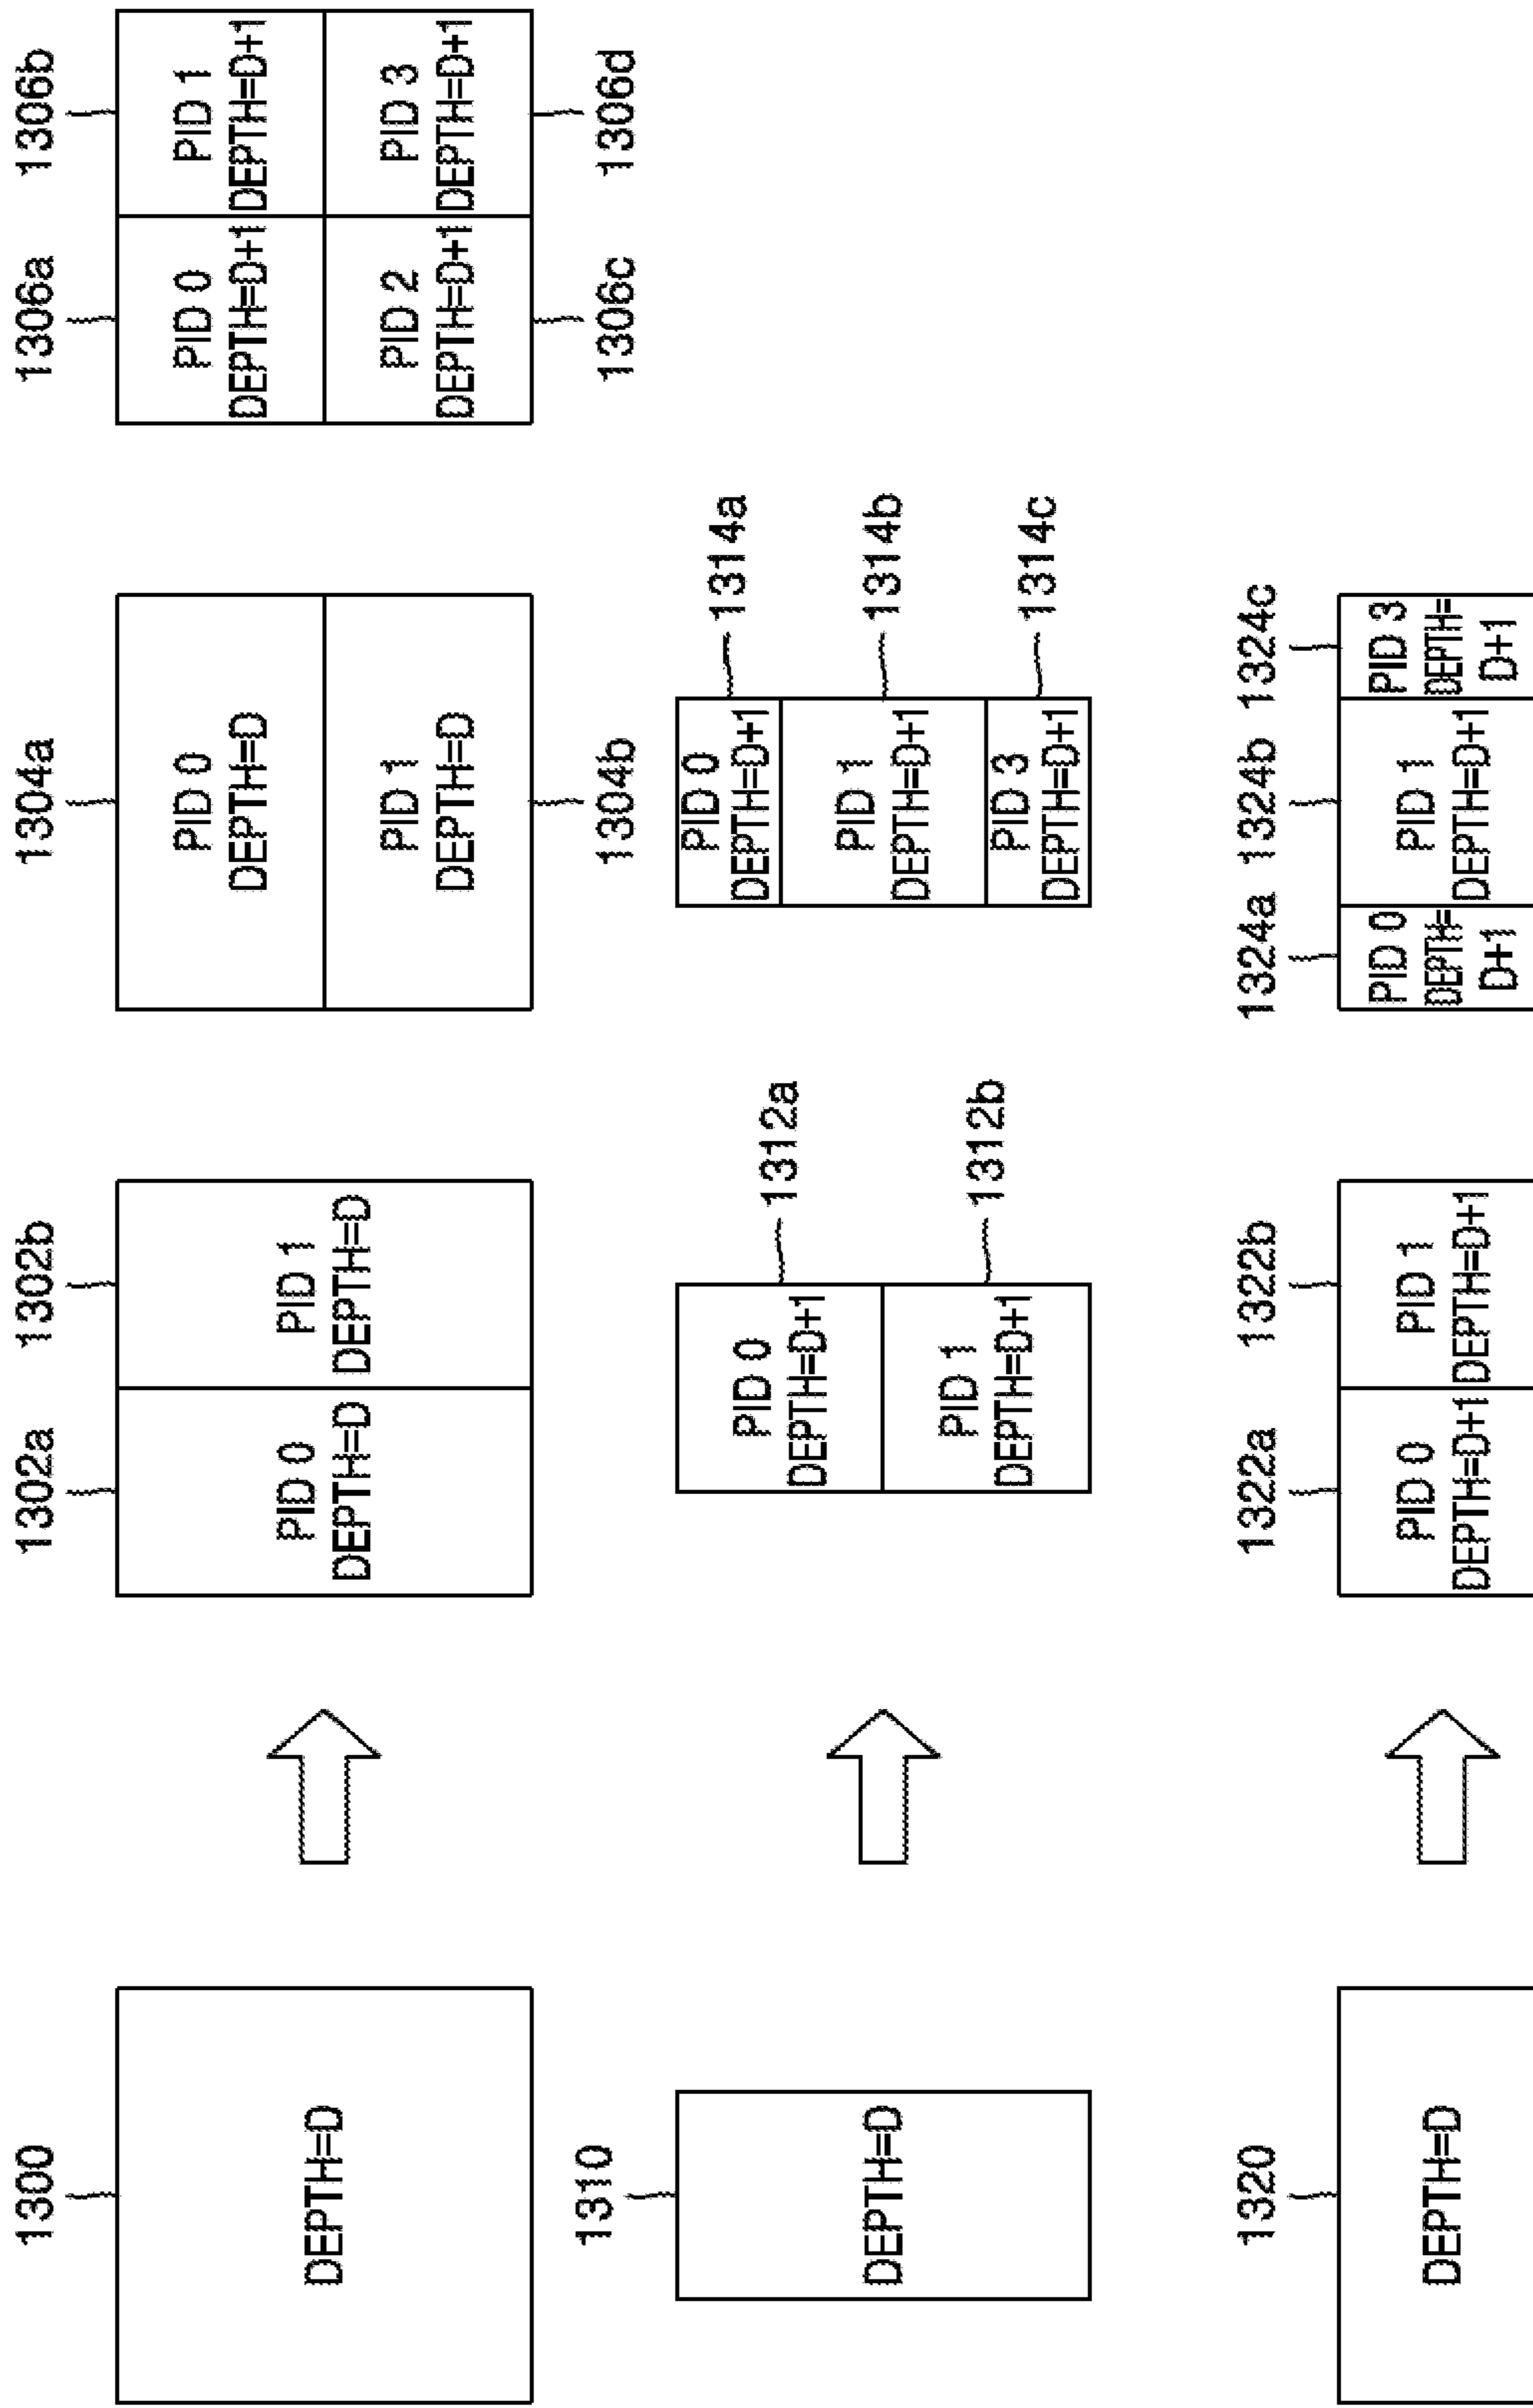 1300
1302a
1302b
1304a
1306a
1306b
DEPTH=D
PID 0
DEPTH=D
PID 1
DEPTH=D
PID 0
DEPTH=D
PID 1
DEPTH=D
PID 0
DEPTH=D+1
PID 1
DEPTH=D+1
PID 2
DEPTH=D+1
PID 3
DEPTH=D+1
1304b
1306c
1306d
1310
DEPTH=D
PID 0
DEPTH=D+1
1312a
PID 1
DEPTH=D+1
1312b
PID 0
DEPTH=D+1
1314a
PID 1
DEPTH=D+1
1314b
PID 3
DEPTH=D+1
1314c
1320
1322a
1322b
1324a
1324b
1324c
DEPTH=D
PID 0
DEPTH=D+1
PID 1
DEPTH=D+1
PID 0
DEPTH=
D+1
PID 1
DEPTH=D+1
PID 3
DEPTH=
D+1